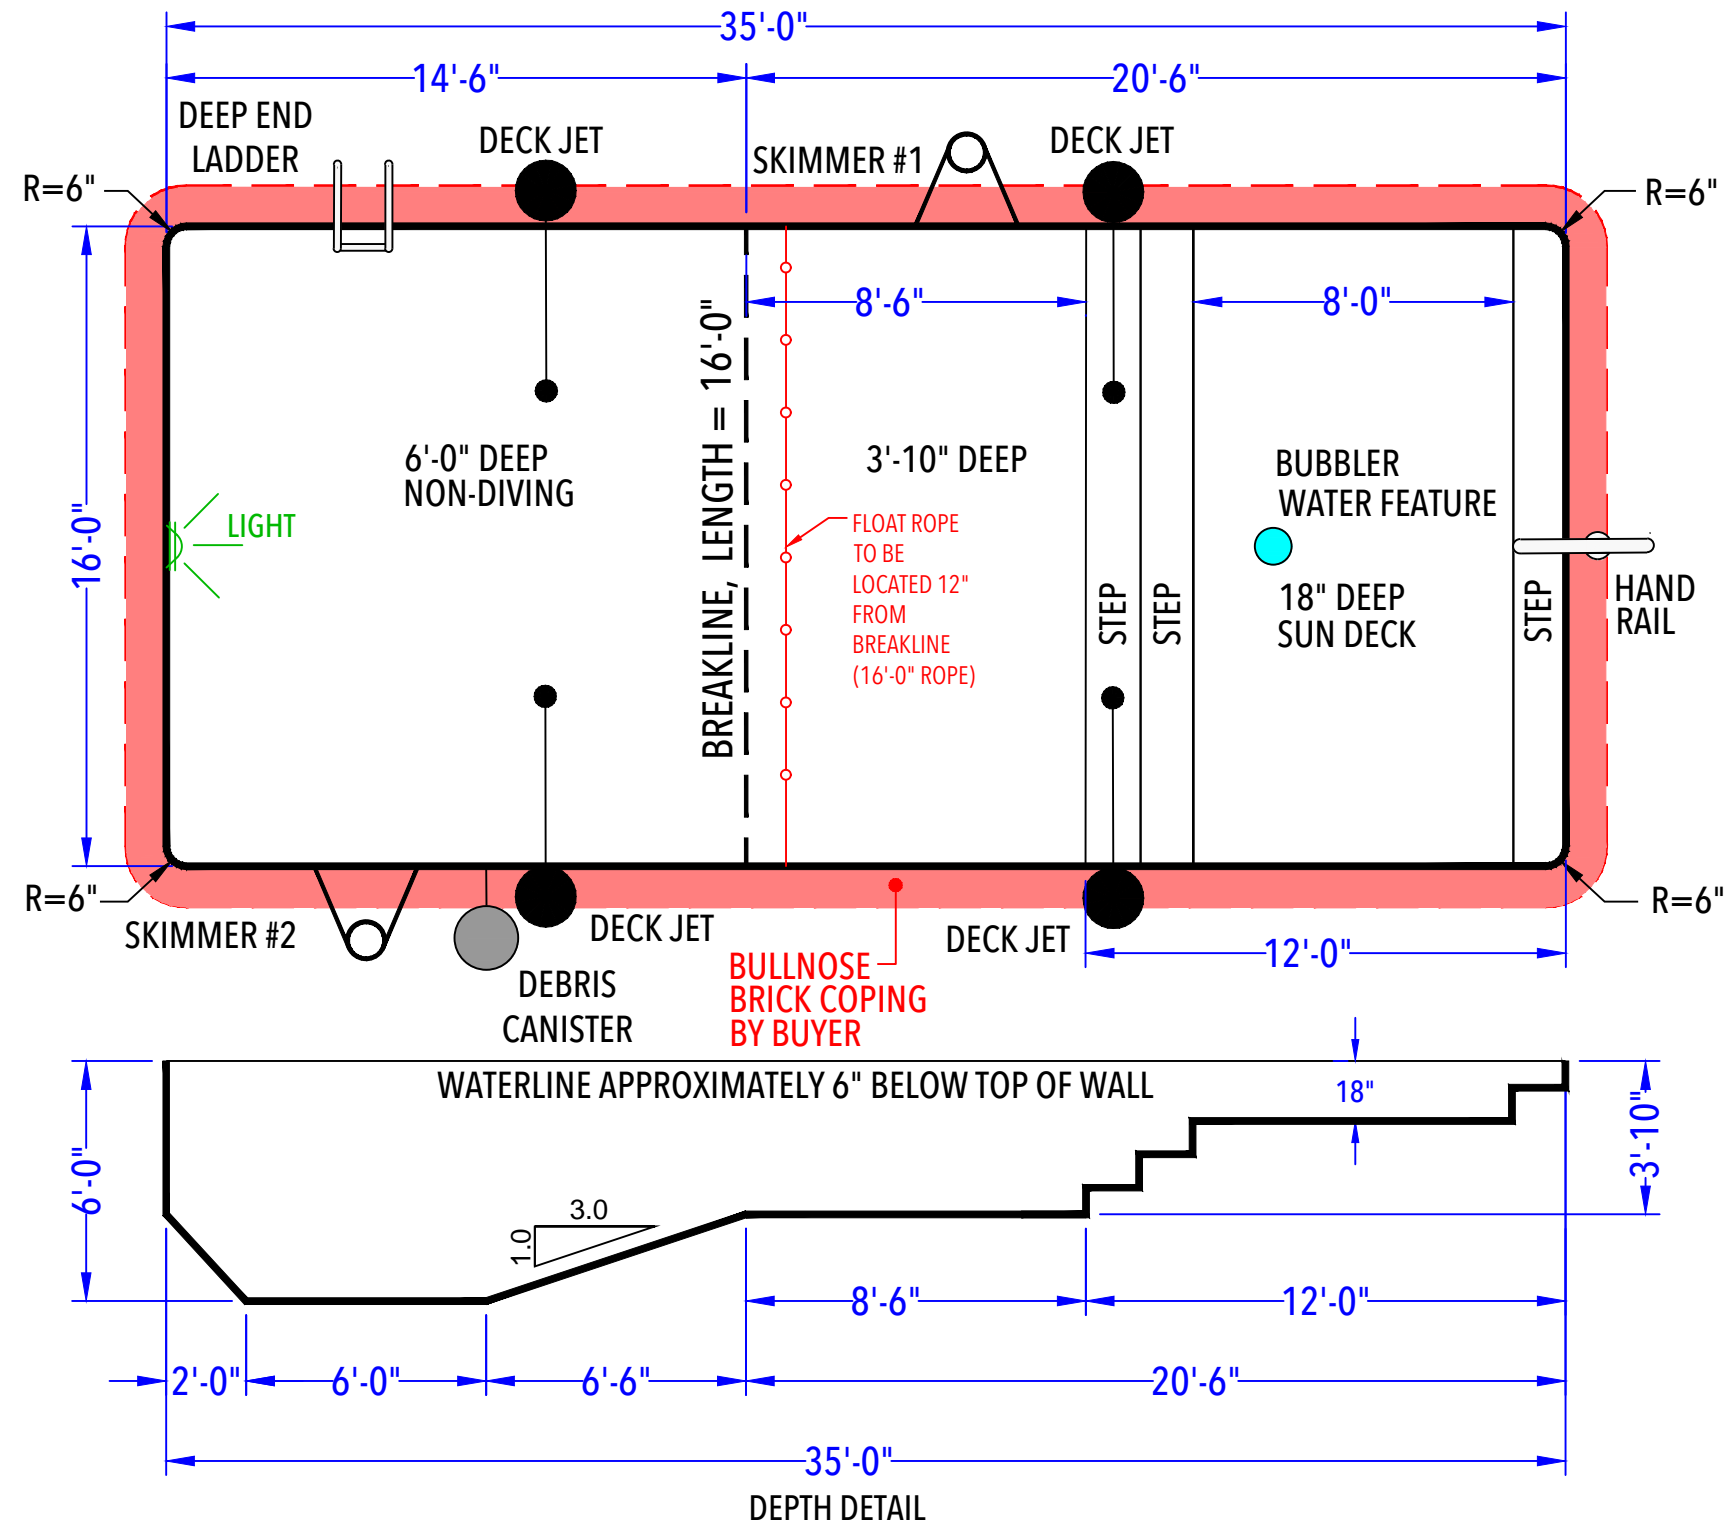 35'-0"
14'-6"
20'-6"
DEEP END
LADDER
DECK JET
SKIMMER #1
DECK JET
R=6"
R=6"
8'-6"
8'-0"
BREAKLINE, LENGTH = 16'-0"
6'-0" DEEP
NON-DIVING
3'-10" DEEP
BUBBLER
WATER FEATURE
16'-0"
LIGHT
FLOAT ROPE
TO BE
LOCATED 12"
FROM
BREAKLINE
(16'-0" ROPE)
STEP
STEP
18" DEEP
SUN DECK
STEP
HAND
RAIL
R=6"
R=6"
SKIMMER #2
DECK JET
DECK JET
12'-0"
DEBRIS
CANISTER
BULLNOSE
BRICK COPING
BY BUYER
WATERLINE APPROXIMATELY 6" BELOW TOP OF WALL
18"
6'-0"
3'-10"
3.0
1.0
8'-6"
12'-0"
2'-0"
6'-0"
6'-6"
20'-6"
35'-0"
DEPTH DETAIL